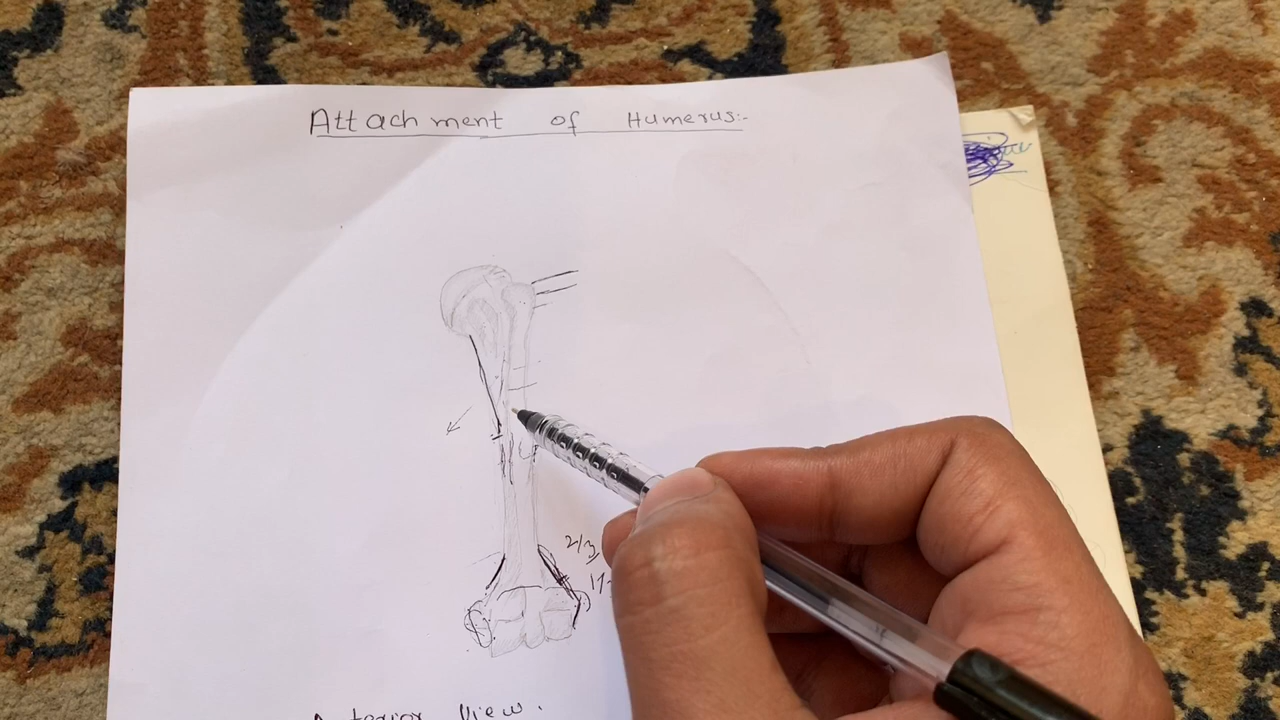 Attachment of Humerus:-
2/3
Anterior View.